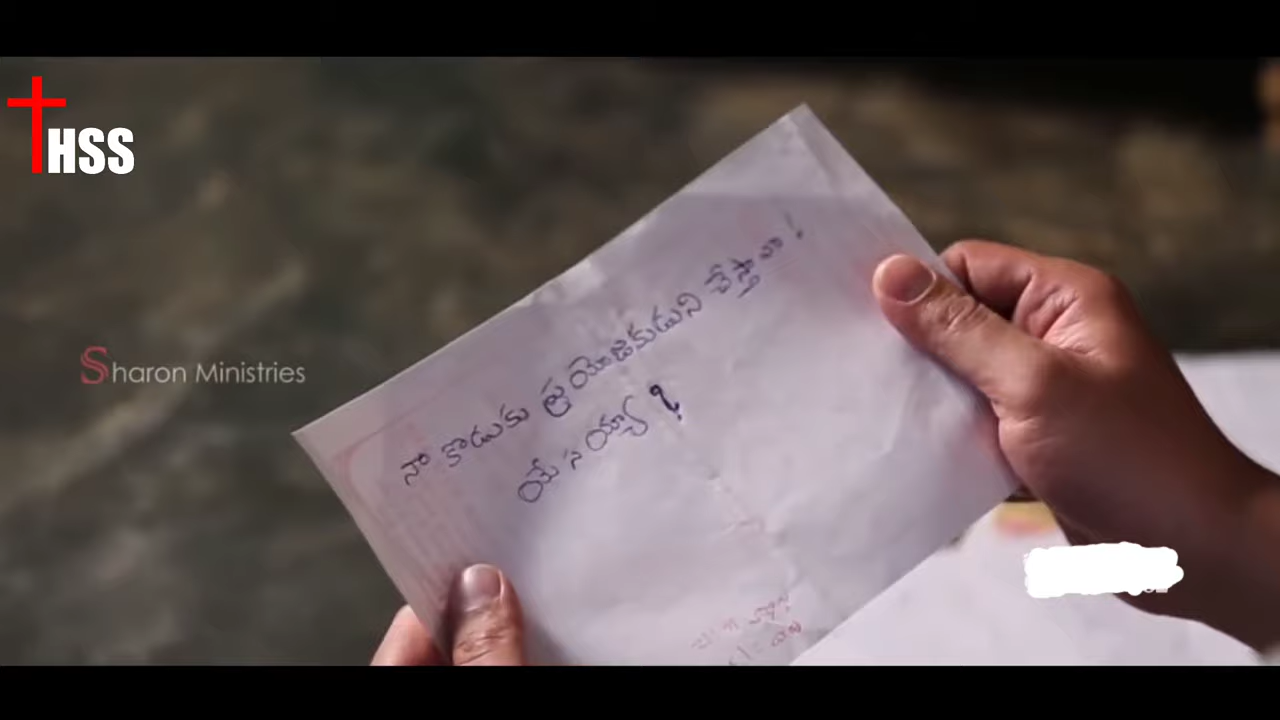 HSS
Sharon Ministries
నా కొడుకు ప్రయోజకుడుని చేస్తావా !
యేసయ్యా ?